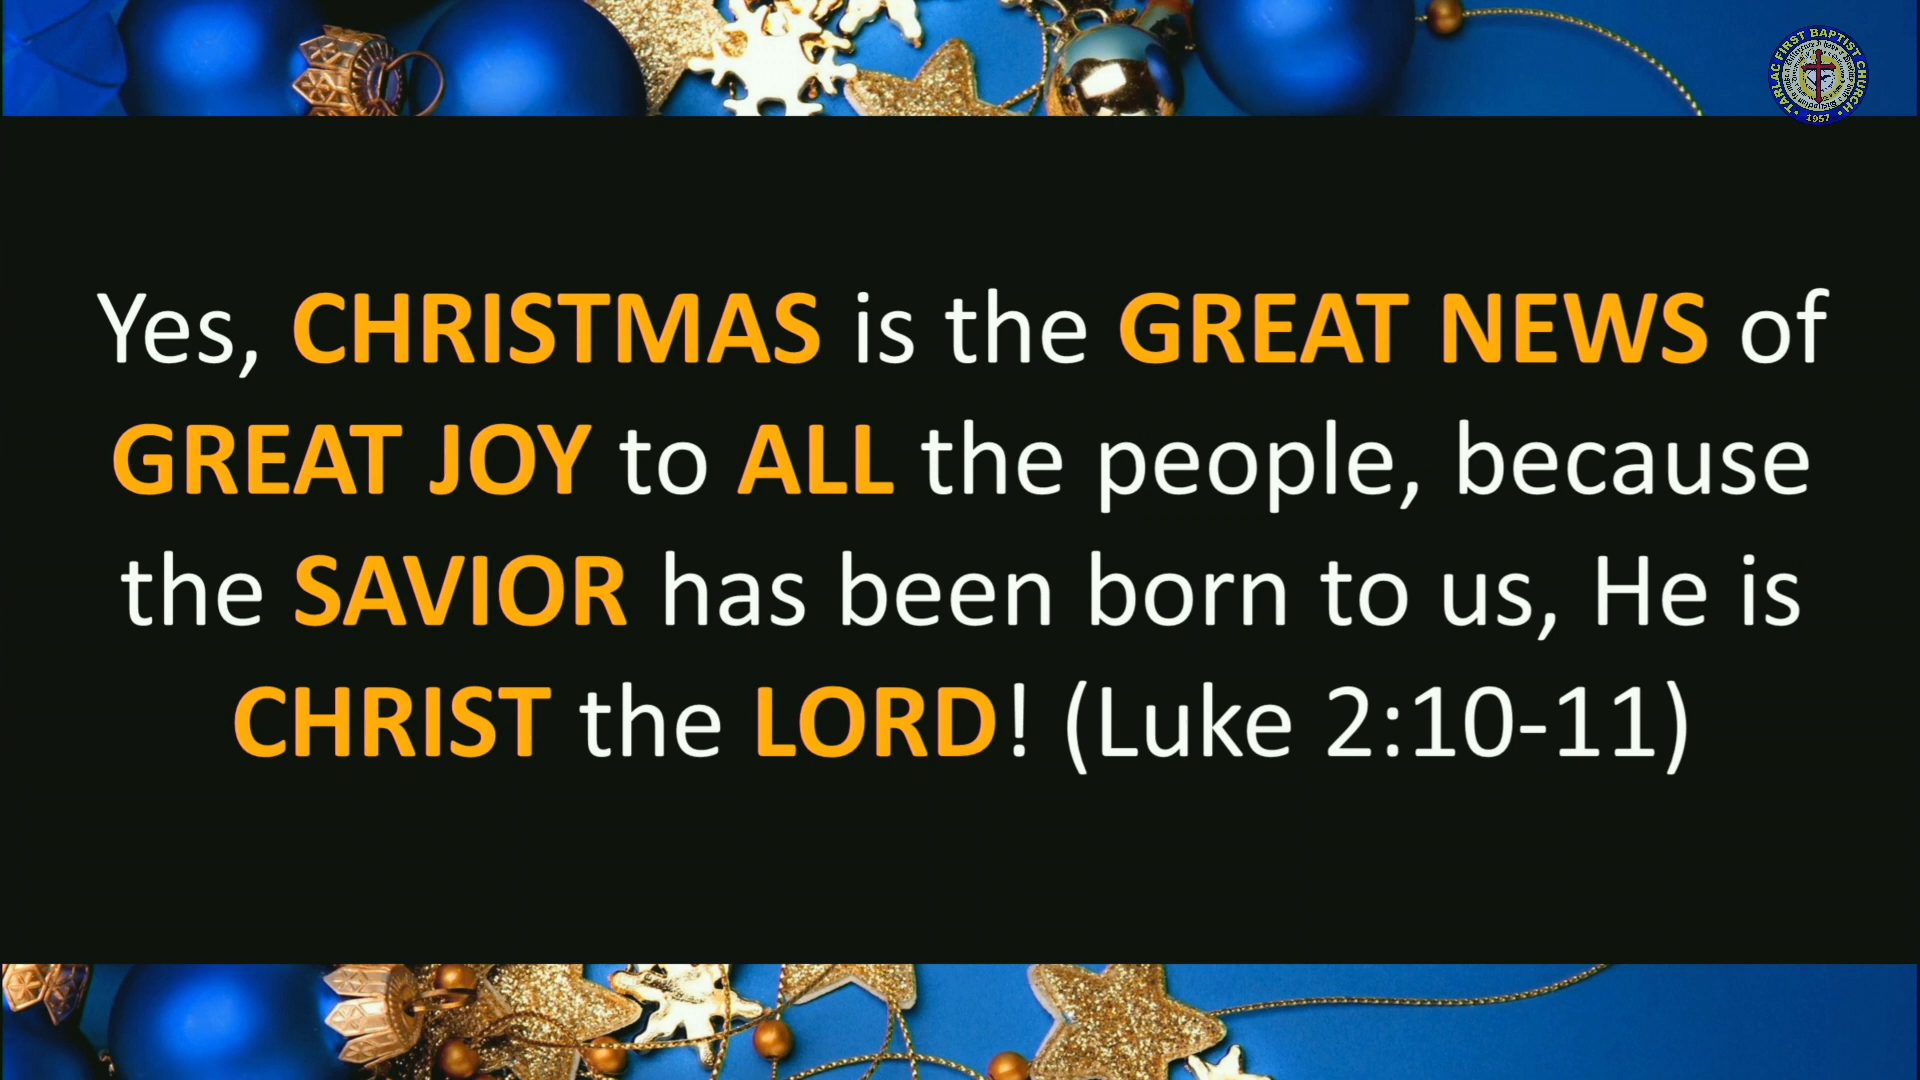 TARLAC FIRST BAPTIST CHURCH
1957
Yes, CHRISTMAS is the GREAT NEWS of
GREAT JOY to ALL the people, because
the SAVIOR has been born to us, He is
CHRIST the LORD! (Luke 2:10-11)